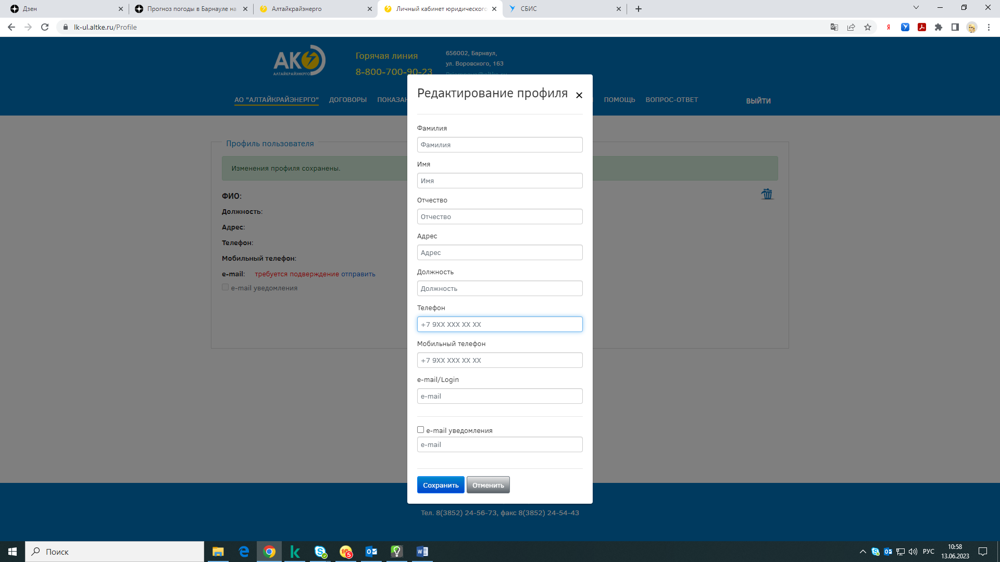 Дзен
Прогноз погоды в Барнауле на
Алтайкрайэнерго
Личный кабинет юридического
СБИС
lk-ul.altke.ru/Profile
АКЭ
АЛТАЙКРАЙЭНЕРГО
Горячая линия
8-800-700-90-23
656002, Барнаул,
ул. Воровского, 163
АО "АЛТАЙКРАЙЭНЕРГО"
ДОГОВОРЫ
ПОКАЗАН
ПОМОЩЬ
ВОПРОС-ОТВЕТ
ВЫЙТИ
Профиль пользователя
Изменения профиля сохранены.
ФИО:
Должность:
Адрес:
Телефон:
Мобильный телефон:
e-mail: требуется подверждение отправить
e-mail уведомления
Редактирование профиля
Фамилия
Фамилия
Имя
Имя
Отчество
Отчество
Адрес
Адрес
Должность
Должность
Телефон
+7 9XX XXX XX XX
Мобильный телефон
+7 9XX XXX XX XX
e-mail/Login
e-mail
e-mail уведомления
e-mail
Сохранить
Отменить
Тел. 8(3852) 24-56-73, факс 8(3852) 24-54-43
Поиск
РУС
10:58
13.06.2023